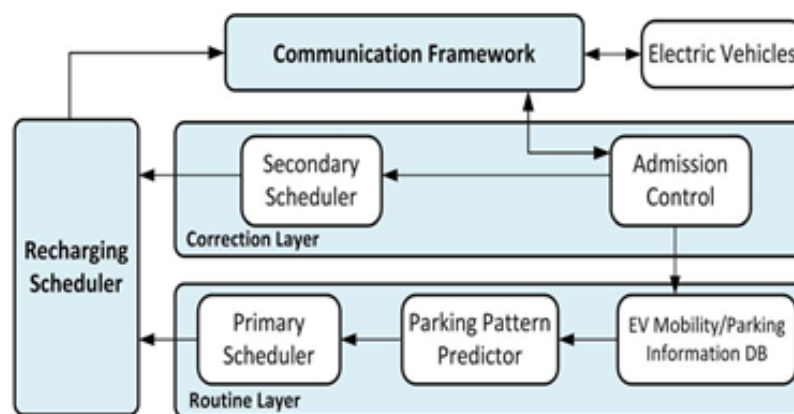 Communication Framework
Electric Vehicles
Secondary
Scheduler
Admission
Control
Correction Layer
Recharging
Scheduler
Primary
Scheduler
Parking Pattern
Predictor
EV Mobility/Parking
Information DB
Routine Layer